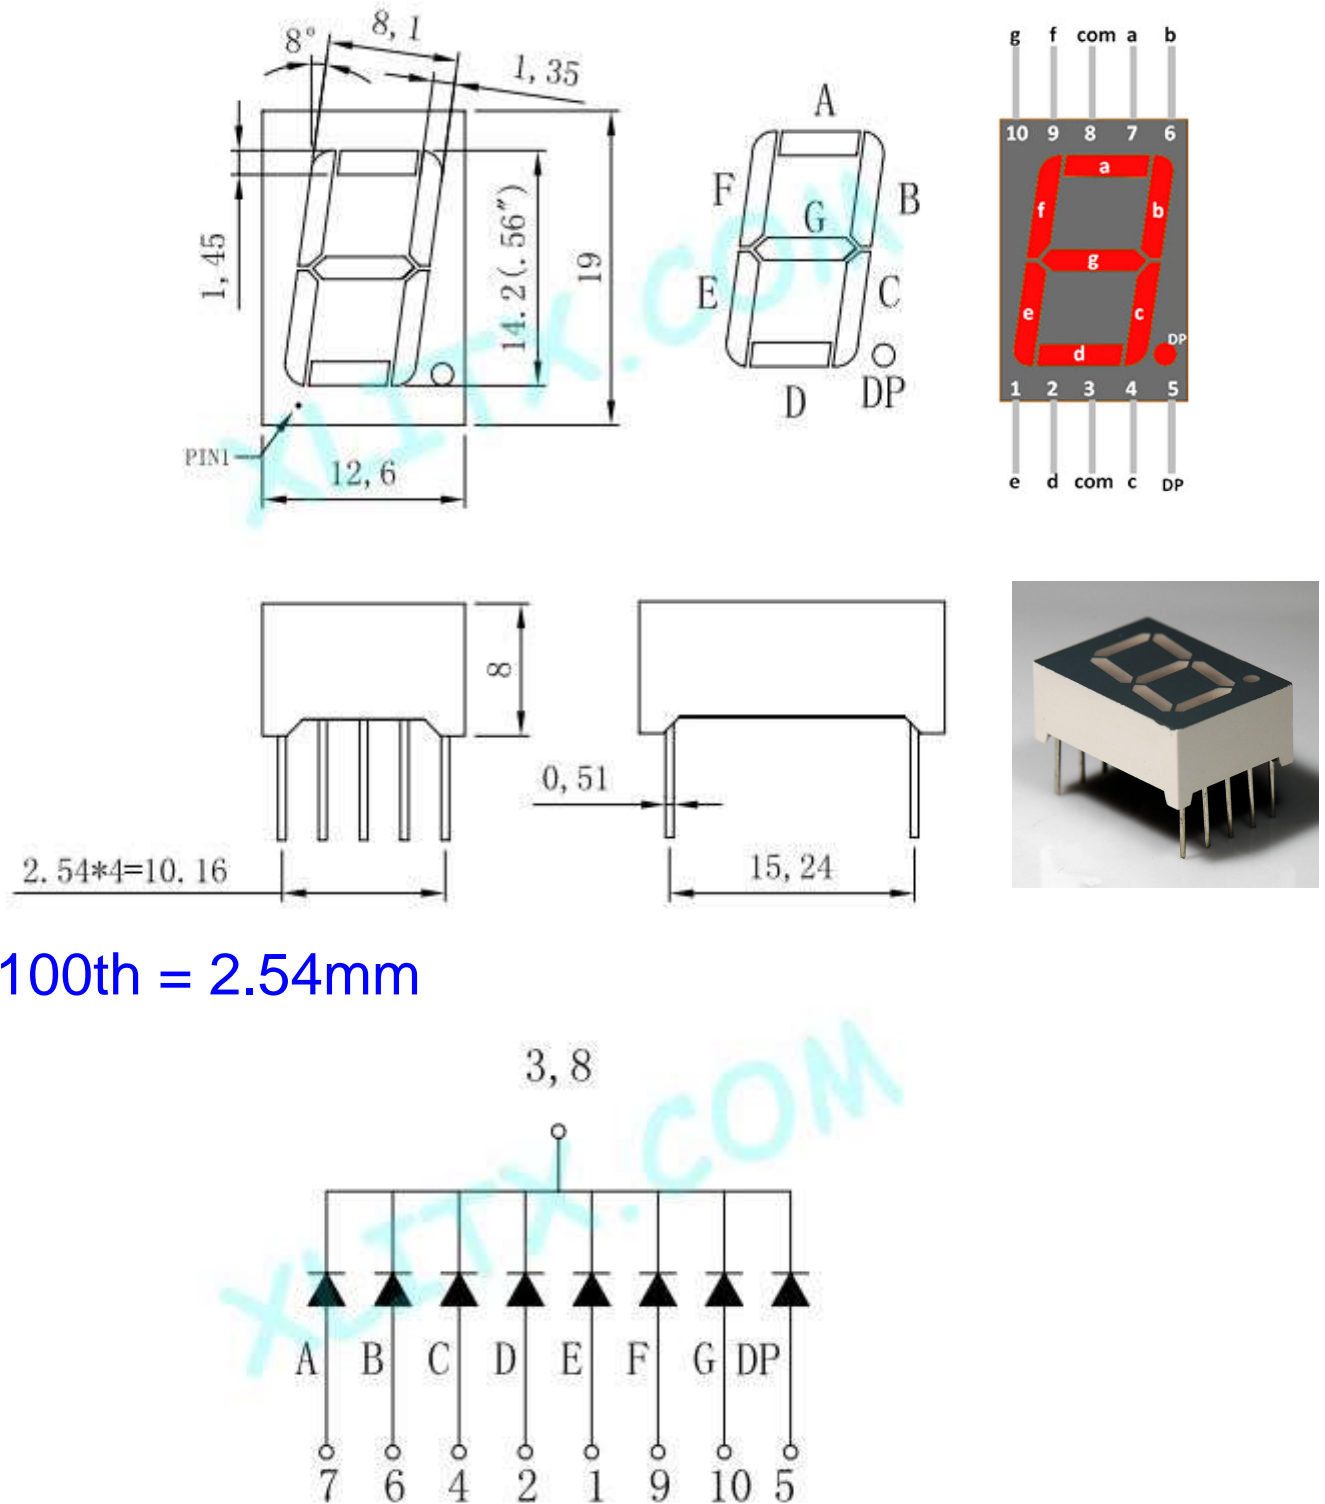 8°
8,1
1,35
1,45
14.2(.56")
19
PIN1
12,6
A
F
B
G
E
C
D
DP
g f com a b
10 9 8 7 6
a
f
b
g
e
c
d
DP
1 2 3 4 5
e d com c DP
8
0,51
2.54*4=10.16
15,24
100th = 2.54mm
3,8
A B C D E F G DP
7 6 4 2 1 9 10 5
XLITX.COM
XLITX.COM